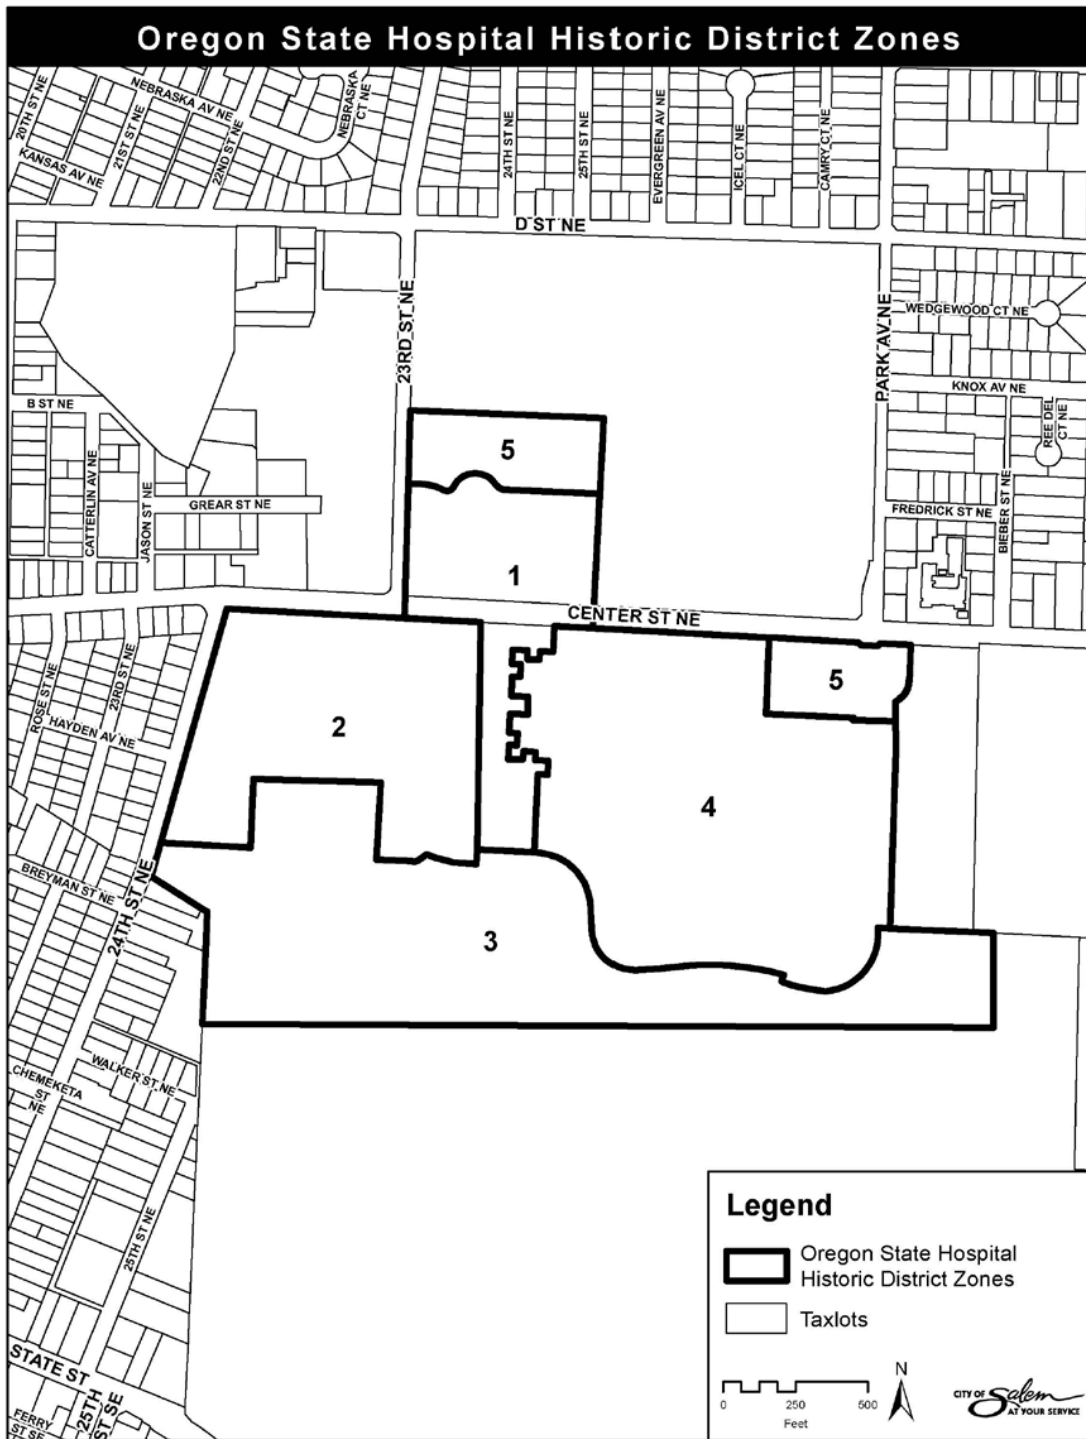 Oregon State Hospital Historic District Zones
20TH ST NE
NEBRASKA AV NE
NEBRASKA
CT NE
KANSAS AV NE
21ST ST NE
22ND ST NE
24TH ST NE
25TH ST NE
EVERGREEN AV NE
ICEL CT NE
CAMRY CT NE
D ST NE
23RD ST NE
PARK AV NE
WEDGEWOOD CT NE
KNOX AV NE
REE DEL
CT NE
B ST NE
CATTERLIN AV NE
JASON ST NE
GREAR ST NE
FREDRICK ST NE
BIEBER ST NE
5
1
CENTER ST NE
ROSE ST NE
23RD ST NE
HAYDEN AV NE
2
5
4
BREYMAN ST NE
24TH ST NE
3
WALKER ST NE
CHEMEKETA
ST
NE
25TH ST NE
STATE ST
25TH
ST SE
FERRY
ST SE
Legend
Oregon State Hospital
Historic District Zones
Taxlots
N
0 250 500
Feet
CITY OF Salem
AT YOUR SERVICE